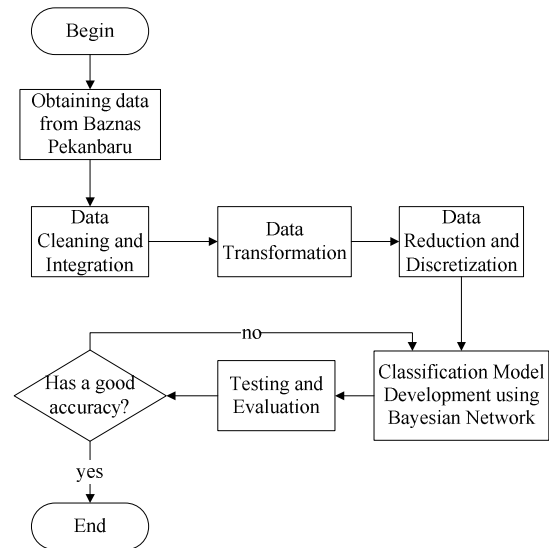 Begin
Obtaining data
from Baznas
Pekanbaru
Data
Cleaning and
Integration
Data
Transformation
Data
Reduction and
Discretization
no
Classification Model
Development using
Bayesian Network
Testing and
Evaluation
Has a good
accuracy?
yes
End